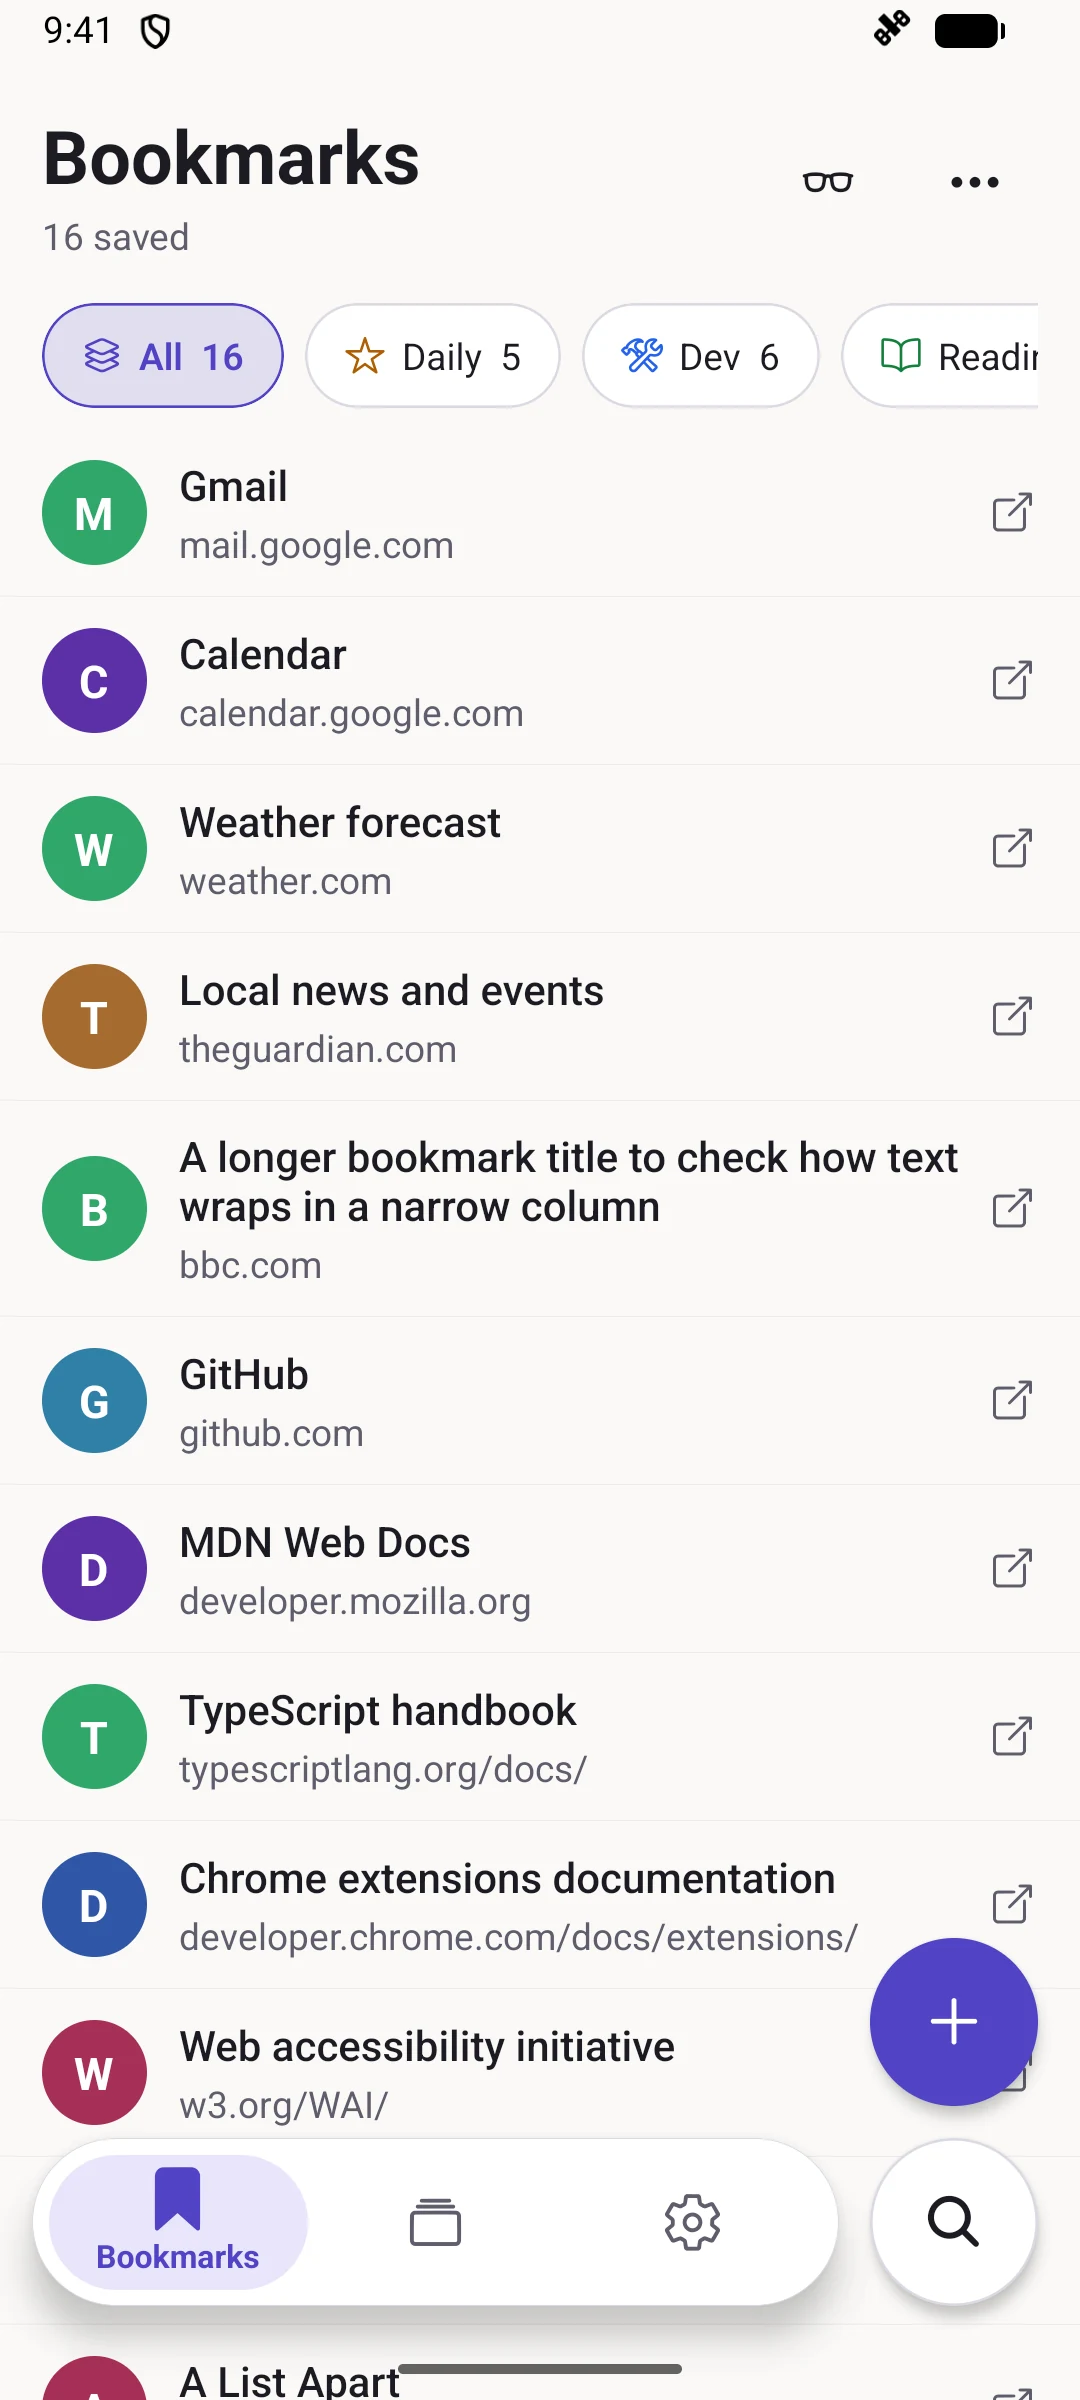 9:41
Bookmarks
16 saved
All 16
Daily 5
Dev 6
M
Gmail
mail.google.com
C
Calendar
calendar.google.com
W
Weather forecast
weather.com
T
Local news and events
theguardian.com
B
A longer bookmark title to check how text
wraps in a narrow column
bbc.com
G
GitHub
github.com
D
MDN Web Docs
developer.mozilla.org
T
TypeScript handbook
typescriptlang.org/docs/
D
Chrome extensions documentation
developer.chrome.com/docs/extensions/
W
Web accessibility initiative
w3.org/WAI/
Bookmarks
A List Apart